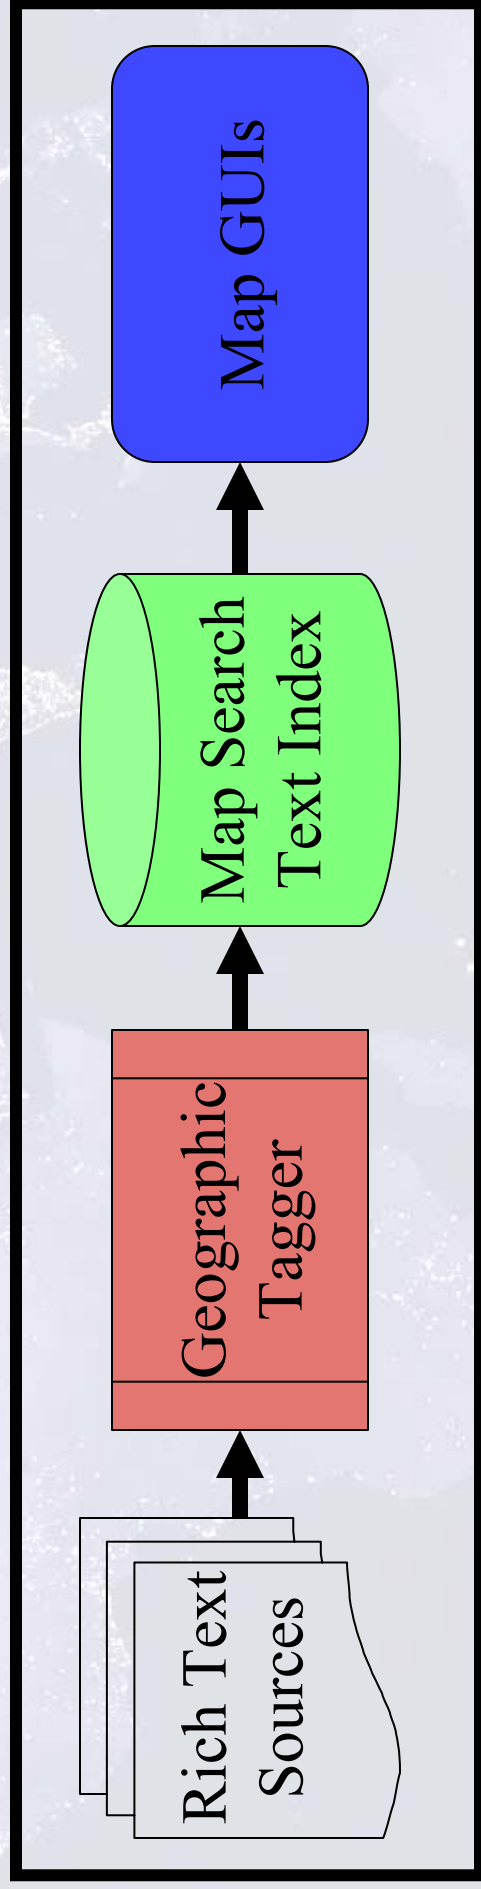 Rich Text
Sources
Geographic
Tagger
Map Search
Text Index
Map GUIs